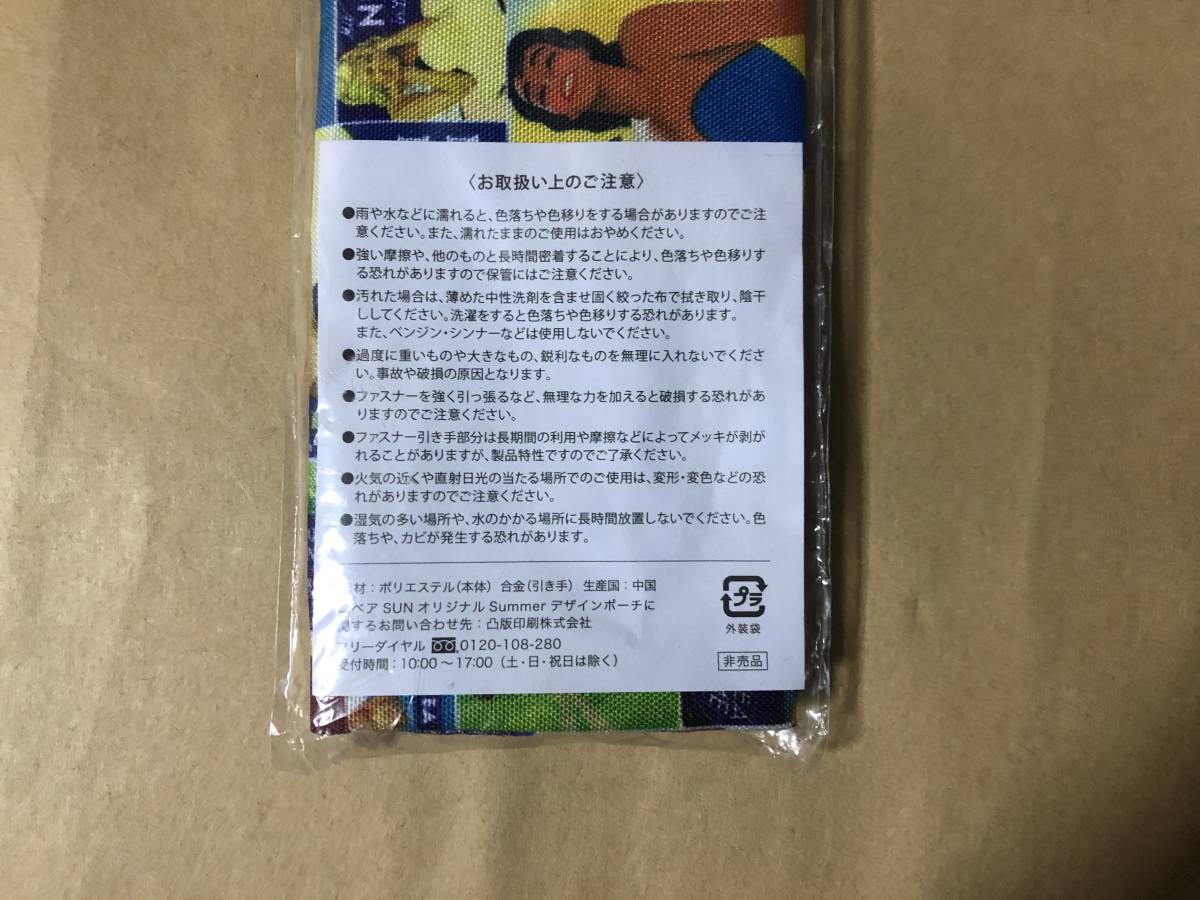 N
〈お取扱い上のご注意〉
●雨や水などに濡れると、色落ちや色移りをする場合がありますのでご注
意ください。また、濡れたままのご使用はおやめください。
●強い摩擦や、他のものと長時間密着することにより、色落ちや色移りす
る恐れがありますので保管にはご注意ください。
●汚れた場合は、薄めた中性洗剤を含ませ固く絞った布で拭き取り、陰干
ししてください。洗濯をすると色落ちや色移りする恐れがあります。
また、ベンジン・シンナーなどは使用しないでください。
●過度に重いものや大きなもの、鋭利なものを無理に入れないでくださ
い。事故や破損の原因となります。
●ファスナーを強く引っ張るなど、無理な力を加えると破損する恐れがあ
りますのでご注意ください。
●ファスナー引き手部分は長期間の利用や摩擦などによってメッキが剥が
れることがありますが、製品特性ですのでご了承ください。
●火気の近くや直射日光の当たる場所でのご使用は、変形・変色などの恐
れがありますのでご注意ください。
●湿気の多い場所や、水のかかる場所に長時間放置しないでください。色
落ちや、カビが発生する恐れがあります。
材：ポリエステル(本体) 合金(引き手) 生産国：中国
ベア SUN オリジナル Summer デザインポーチに
関するお問い合わせ先：凸版印刷株式会社
フリーダイヤル 0120-108-280
受付時間：10:00～17:00（土・日・祝日は除く）
プラ
外装袋
非売品
EA